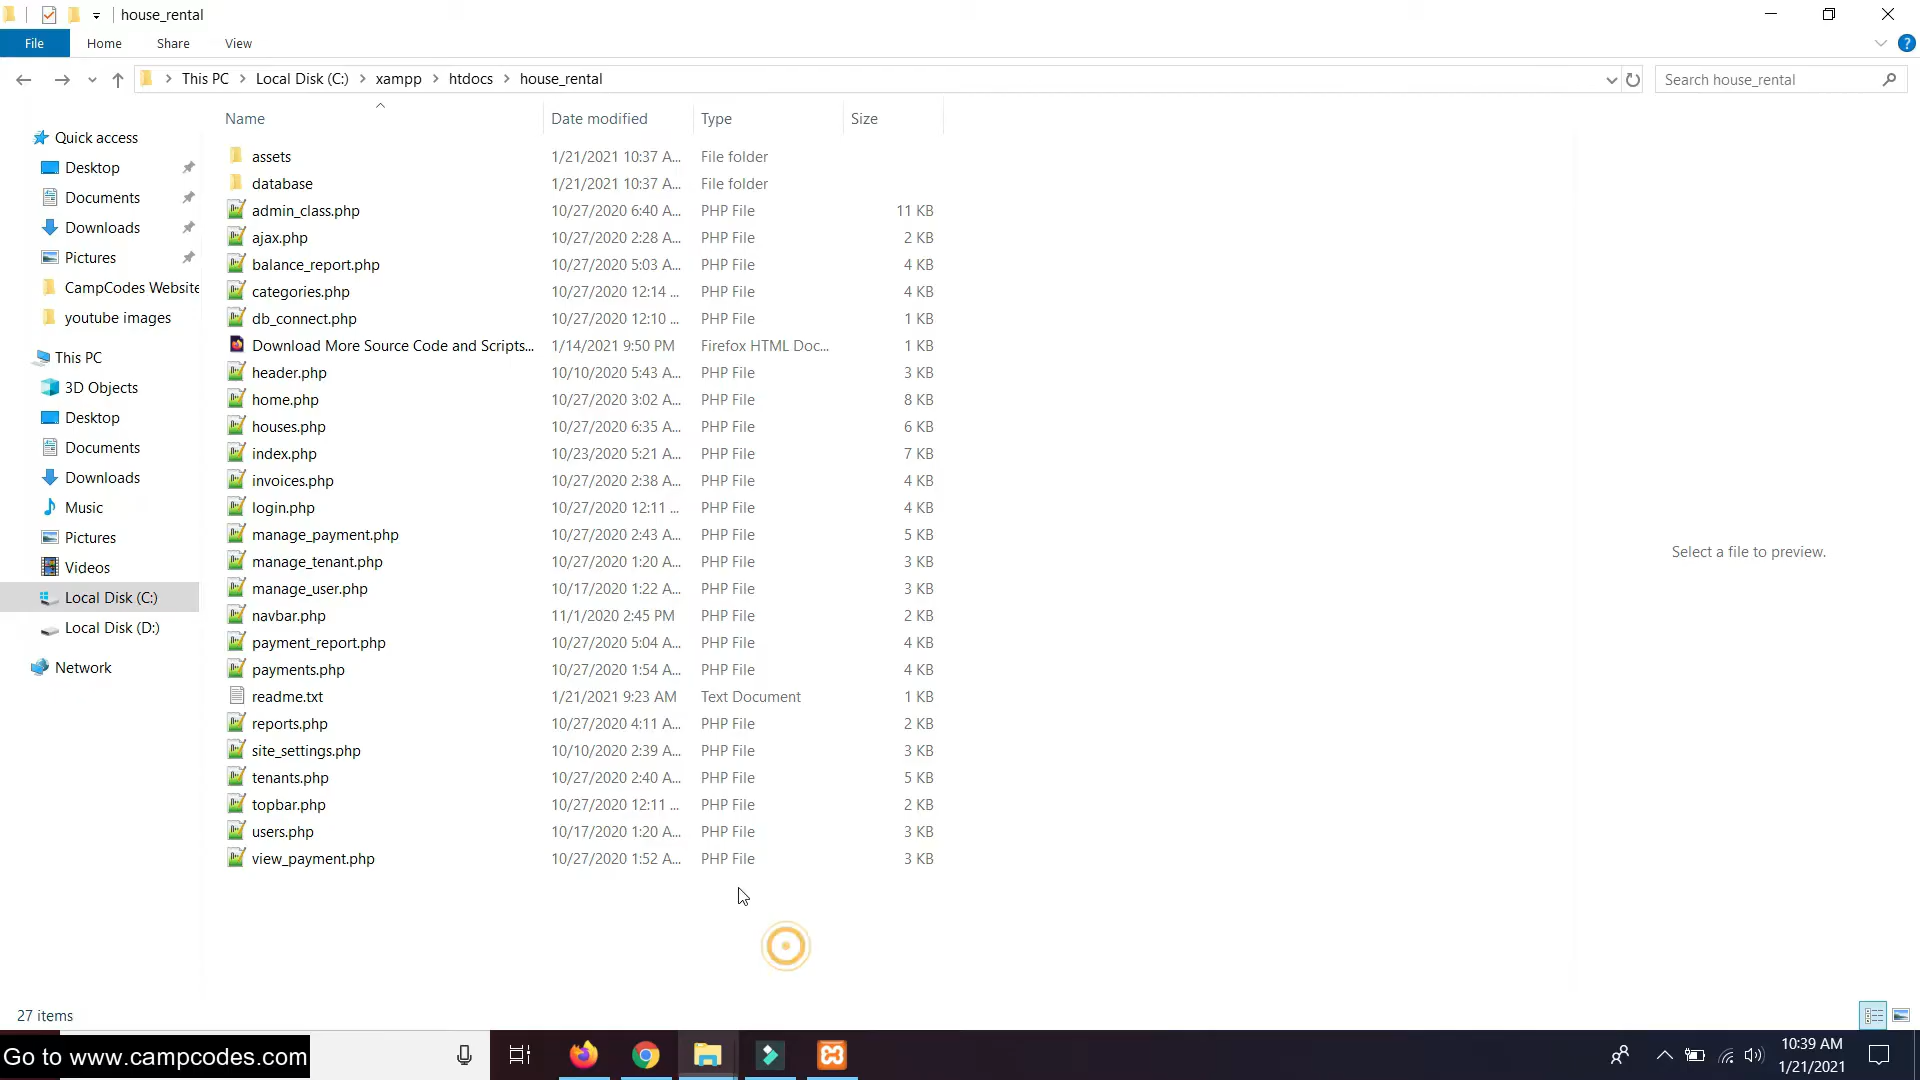 house_rental
File Home Share View
This PC Local Disk (C:) xampp htdocs house_rental
Search house_rental
Name Date modified Type Size
Quick access
Desktop
Documents
Downloads
Pictures
CampCodes Website
youtube images
This PC
3D Objects
Desktop
Documents
Downloads
Music
Pictures
Videos
Local Disk (C:)
Local Disk (D:)
Network
assets 1/21/2021 10:37 A... File folder
database 1/21/2021 10:37 A... File folder
admin_class.php 10/27/2020 6:40 A... PHP File 11 KB
ajax.php 10/27/2020 2:28 A... PHP File 2 KB
balance_report.php 10/27/2020 5:03 A... PHP File 4 KB
categories.php 10/27/2020 12:14 ... PHP File 4 KB
db_connect.php 10/27/2020 12:10 ... PHP File 1 KB
Download More Source Code and Scripts... 1/14/2021 9:50 PM Firefox HTML Doc... 1 KB
header.php 10/10/2020 5:43 A... PHP File 3 KB
home.php 10/27/2020 3:02 A... PHP File 8 KB
houses.php 10/27/2020 6:35 A... PHP File 6 KB
index.php 10/23/2020 5:21 A... PHP File 7 KB
invoices.php 10/27/2020 2:38 A... PHP File 4 KB
login.php 10/27/2020 12:11 ... PHP File 4 KB
manage_payment.php 10/27/2020 2:43 A... PHP File 5 KB
manage_tenant.php 10/27/2020 1:20 A... PHP File 3 KB
manage_user.php 10/17/2020 1:22 A... PHP File 3 KB
navbar.php 11/1/2020 2:45 PM PHP File 2 KB
payment_report.php 10/27/2020 5:04 A... PHP File 4 KB
payments.php 10/27/2020 1:54 A... PHP File 4 KB
readme.txt 1/21/2021 9:23 AM Text Document 1 KB
reports.php 10/27/2020 4:11 A... PHP File 2 KB
site_settings.php 10/10/2020 2:39 A... PHP File 3 KB
tenants.php 10/27/2020 2:40 A... PHP File 5 KB
topbar.php 10/27/2020 12:11 ... PHP File 2 KB
users.php 10/17/2020 1:20 A... PHP File 3 KB
view_payment.php 10/27/2020 1:52 A... PHP File 3 KB
Select a file to preview.
27 items
Go to www.campcodes.com
10:39 AM
1/21/2021